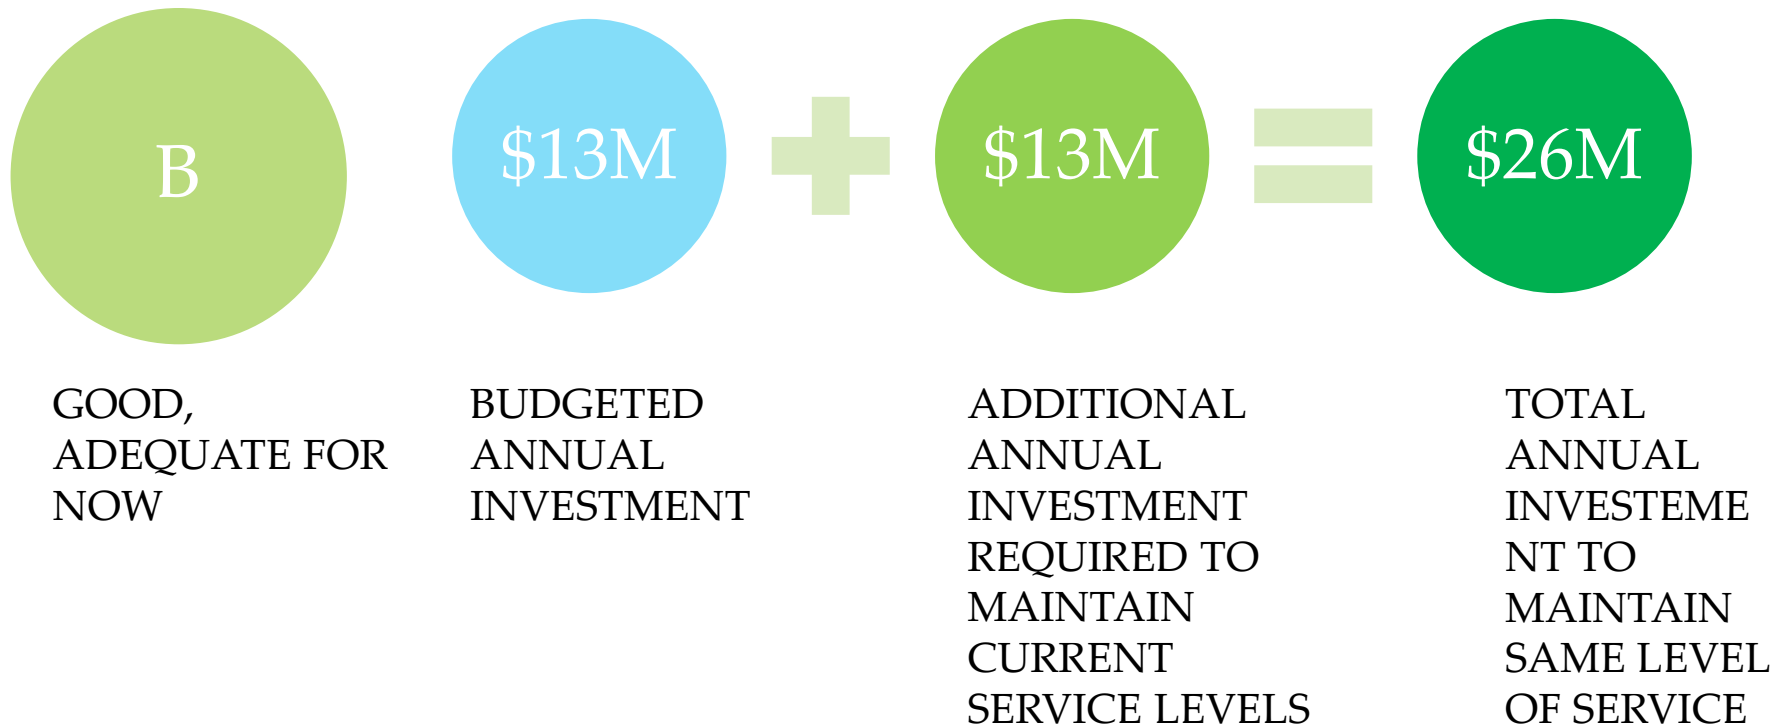 B
GOOD,
ADEQUATE FOR
NOW
$13M
BUDGETED
ANNUAL
INVESTMENT
$13M
ADDITIONAL
ANNUAL
INVESTMENT
REQUIRED TO
MAINTAIN
CURRENT
SERVICE LEVELS
$26M
TOTAL
ANNUAL
INVESTEME
NT TO
MAINTAIN
SAME LEVEL
OF SERVICE